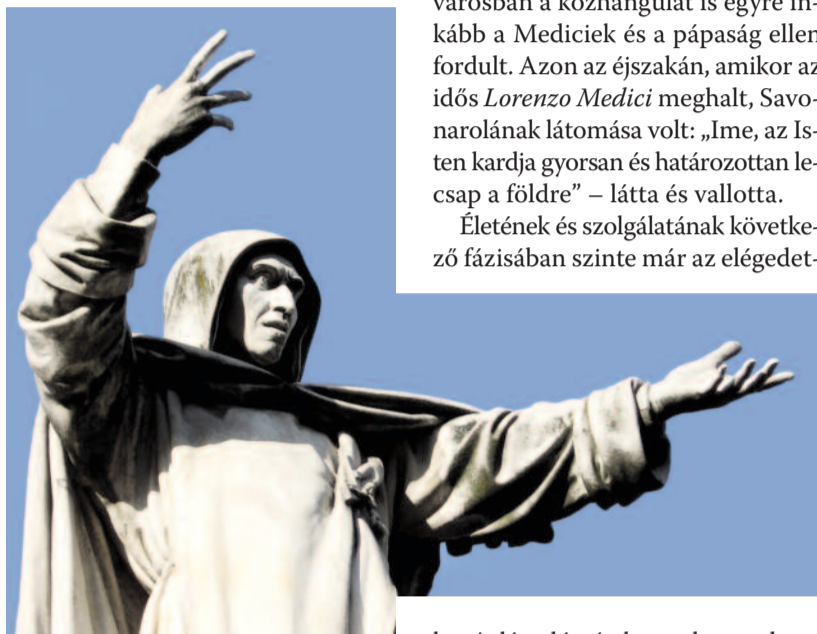 városban a közhangulat is egyre in-
kább a Mediciek és a pápaság ellen
fordult. Azon az éjszakán, amikor az
idős Lorenzo Medici meghalt, Savo-
narolának látomása volt: „Ime, az Is-
ten kardja gyorsan és határozottan le-
csap a földre” – látta és vallotta.
Életének és szolgálatának követke-
ző fázisában szinte már az elégedet-